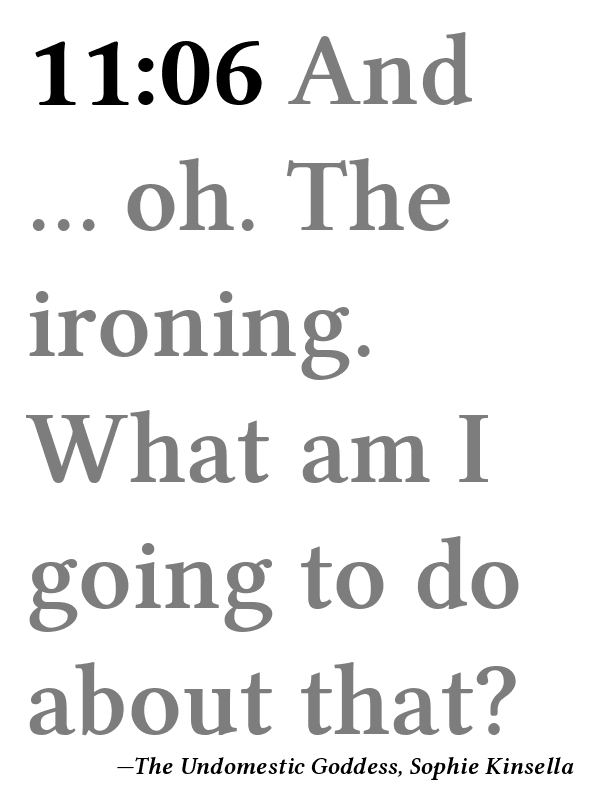 11:06 And
... oh. The
ironing.
What am I
going to do
about that?
—The Undomestic Goddess, Sophie Kinsella